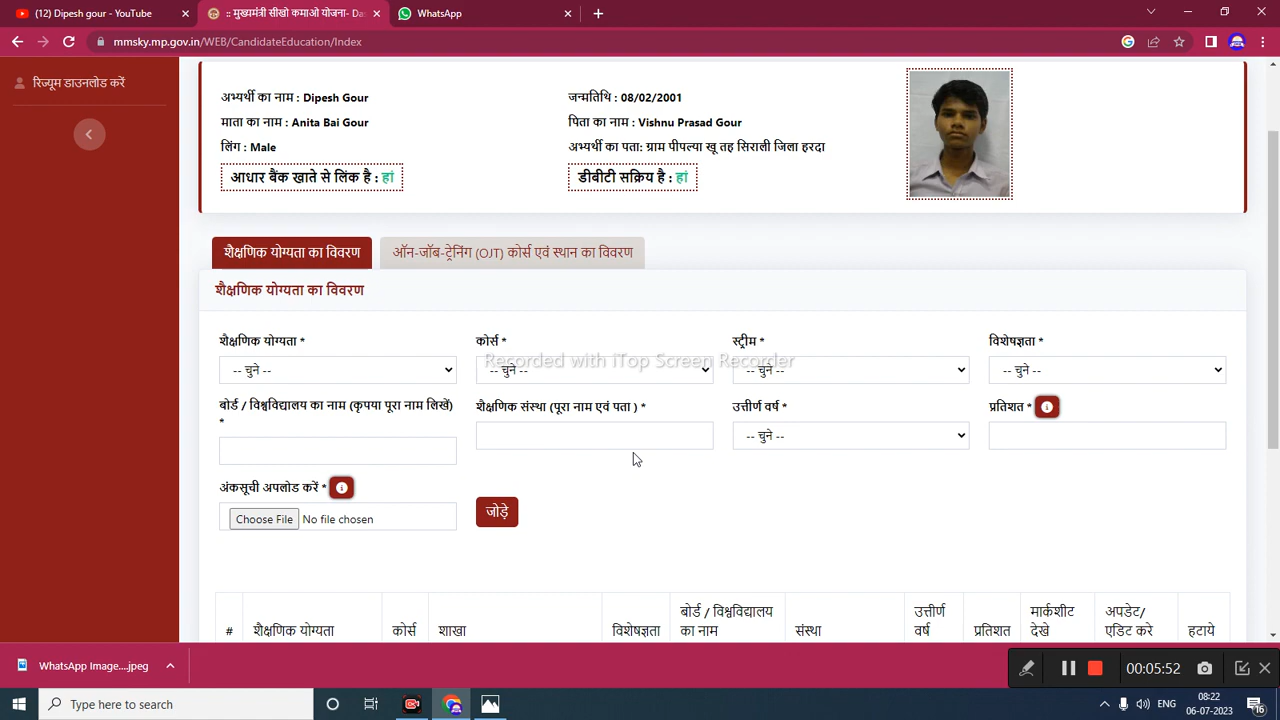 (12) Dipesh gour - YouTube
:: मुख्यमंत्री सीखो कमाओ योजना- Da
WhatsApp
mmsky.mp.gov.in/WEB/CandidateEducation/Index
रिज्यूम डाउनलोड करें
अभ्यर्थी का नाम : Dipesh Gour
जन्मतिथि : 08/02/2001
माता का नाम : Anita Bai Gour
पिता का नाम : Vishnu Prasad Gour
लिंग : Male
अभ्यर्थी का पता: ग्राम पीपल्या खू तह सिराली जिला हरदा
आधार बैंक खाते से लिंक है : हां
डीबीटी सक्रिय है : हां
शैक्षणिक योग्यता का विवरण
ऑन-जॉब-ट्रेनिंग (OJT) कोर्स एवं स्थान का विवरण
शैक्षणिक योग्यता का विवरण
शैक्षणिक योग्यता *
कोर्स *
स्ट्रीम *
विशेषज्ञता *
Recorded with iTop Screen Recorder
-- चुने --
-- चुने --
-- चुने --
-- चुने --
बोर्ड / विश्वविद्यालय का नाम (कृपया पूरा नाम लिखें)
*
शैक्षणिक संस्था (पूरा नाम एवं पता ) *
उत्तीर्ण वर्ष *
प्रतिशत *
-- चुने --
अंकसूची अपलोड करें *
Choose File No file chosen
जोड़े
#
शैक्षणिक योग्यता
कोर्स
शाखा
विशेषज्ञता
बोर्ड / विश्वविद्यालय
का नाम
संस्था
उत्तीर्ण
वर्ष
प्रतिशत
मार्कशीट
देखे
अपडेट/
एडिट करे
हटाये
WhatsApp Image....jpeg
00:05:52
Type here to search
ENG
08:22
06-07-2023
16